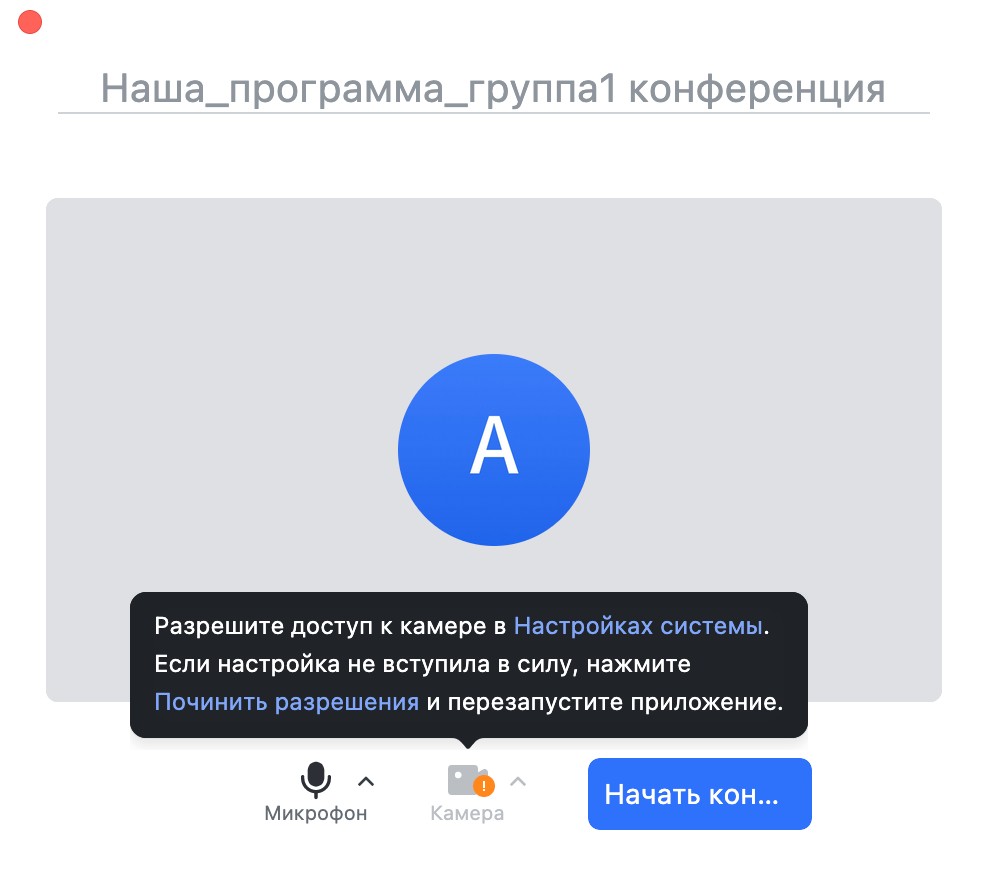 Наша_программа_группа1 конференция
А
Разрешите доступ к камере в Настройках системы.
Если настройка не вступила в силу, нажмите
Починить разрешения и перезапустите приложение.
!
Микрофон
Камера
Начать кон...